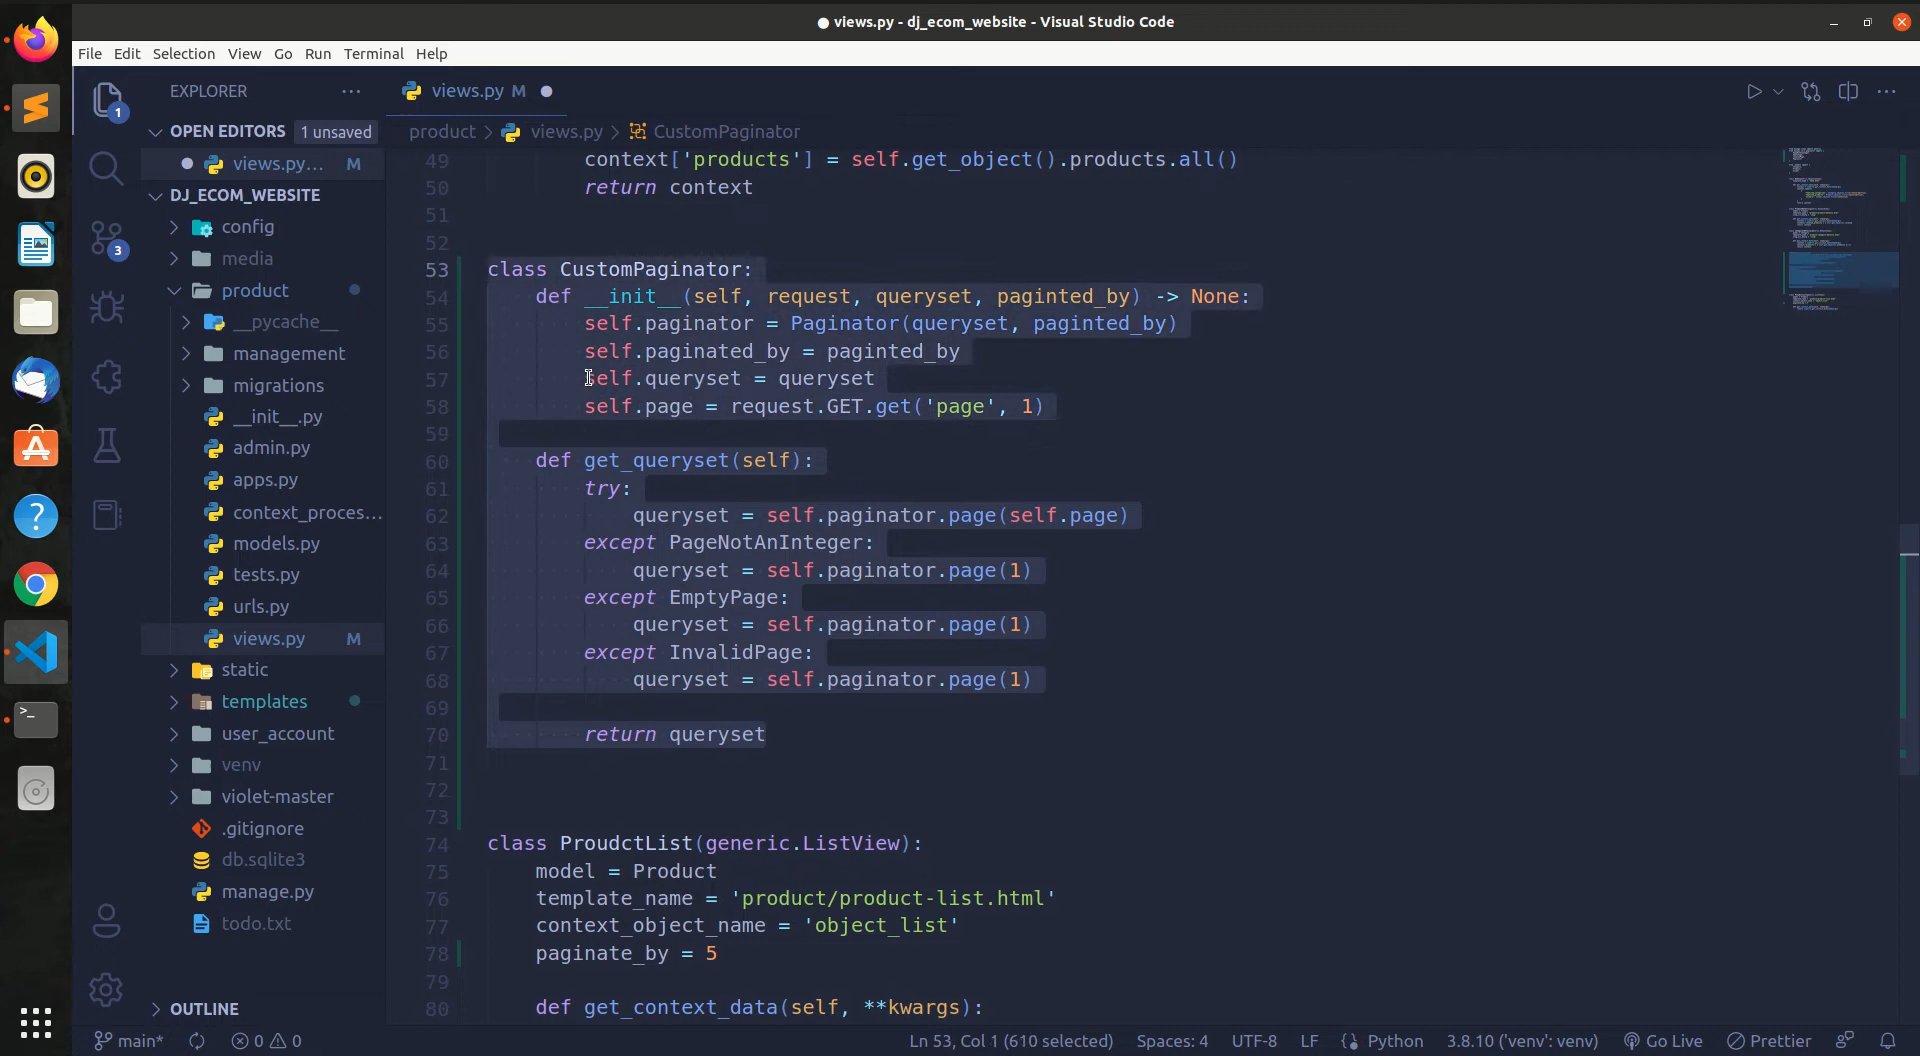 views.py - dj_ecom_website - Visual Studio Code
File Edit Selection View Go Run Terminal Help
EXPLORER
views.py M
OPEN EDITORS 1 unsaved
product > views.py > CustomPaginator
views.py... M
DJ_ECOM_WEBSITE
config
media
product
__pycache__
management
migrations
__init__.py
admin.py
apps.py
context_proces...
models.py
tests.py
urls.py
views.py M
static
templates
user_account
venv
violet-master
.gitignore
db.sqlite3
manage.py
todo.txt
OUTLINE
1
3
49 context['products'] = self.get_object().products.all()
50 return context
51
52
53 class CustomPaginator:
54 def __init__(self, request, queryset, paginted_by) -> None:
55 self.paginator = Paginator(queryset, paginted_by)
56 self.paginated_by = paginted_by
57 self.queryset = queryset
58 self.page = request.GET.get('page', 1)
59
60 def get_queryset(self):
61 try:
62 queryset = self.paginator.page(self.page)
63 except PageNotAnInteger:
64 queryset = self.paginator.page(1)
65 except EmptyPage:
66 queryset = self.paginator.page(1)
67 except InvalidPage:
68 queryset = self.paginator.page(1)
69
70 return queryset
71
72
73
74 class ProudctList(generic.ListView):
75 model = Product
76 template_name = 'product/product-list.html'
77 context_object_name = 'object_list'
78 paginate_by = 5
79
80 def get_context_data(self, **kwargs):
main* 0 0 Ln 53, Col 1 (610 selected) Spaces: 4 UTF-8 LF Python 3.8.10 ('venv': venv) Go Live Prettier